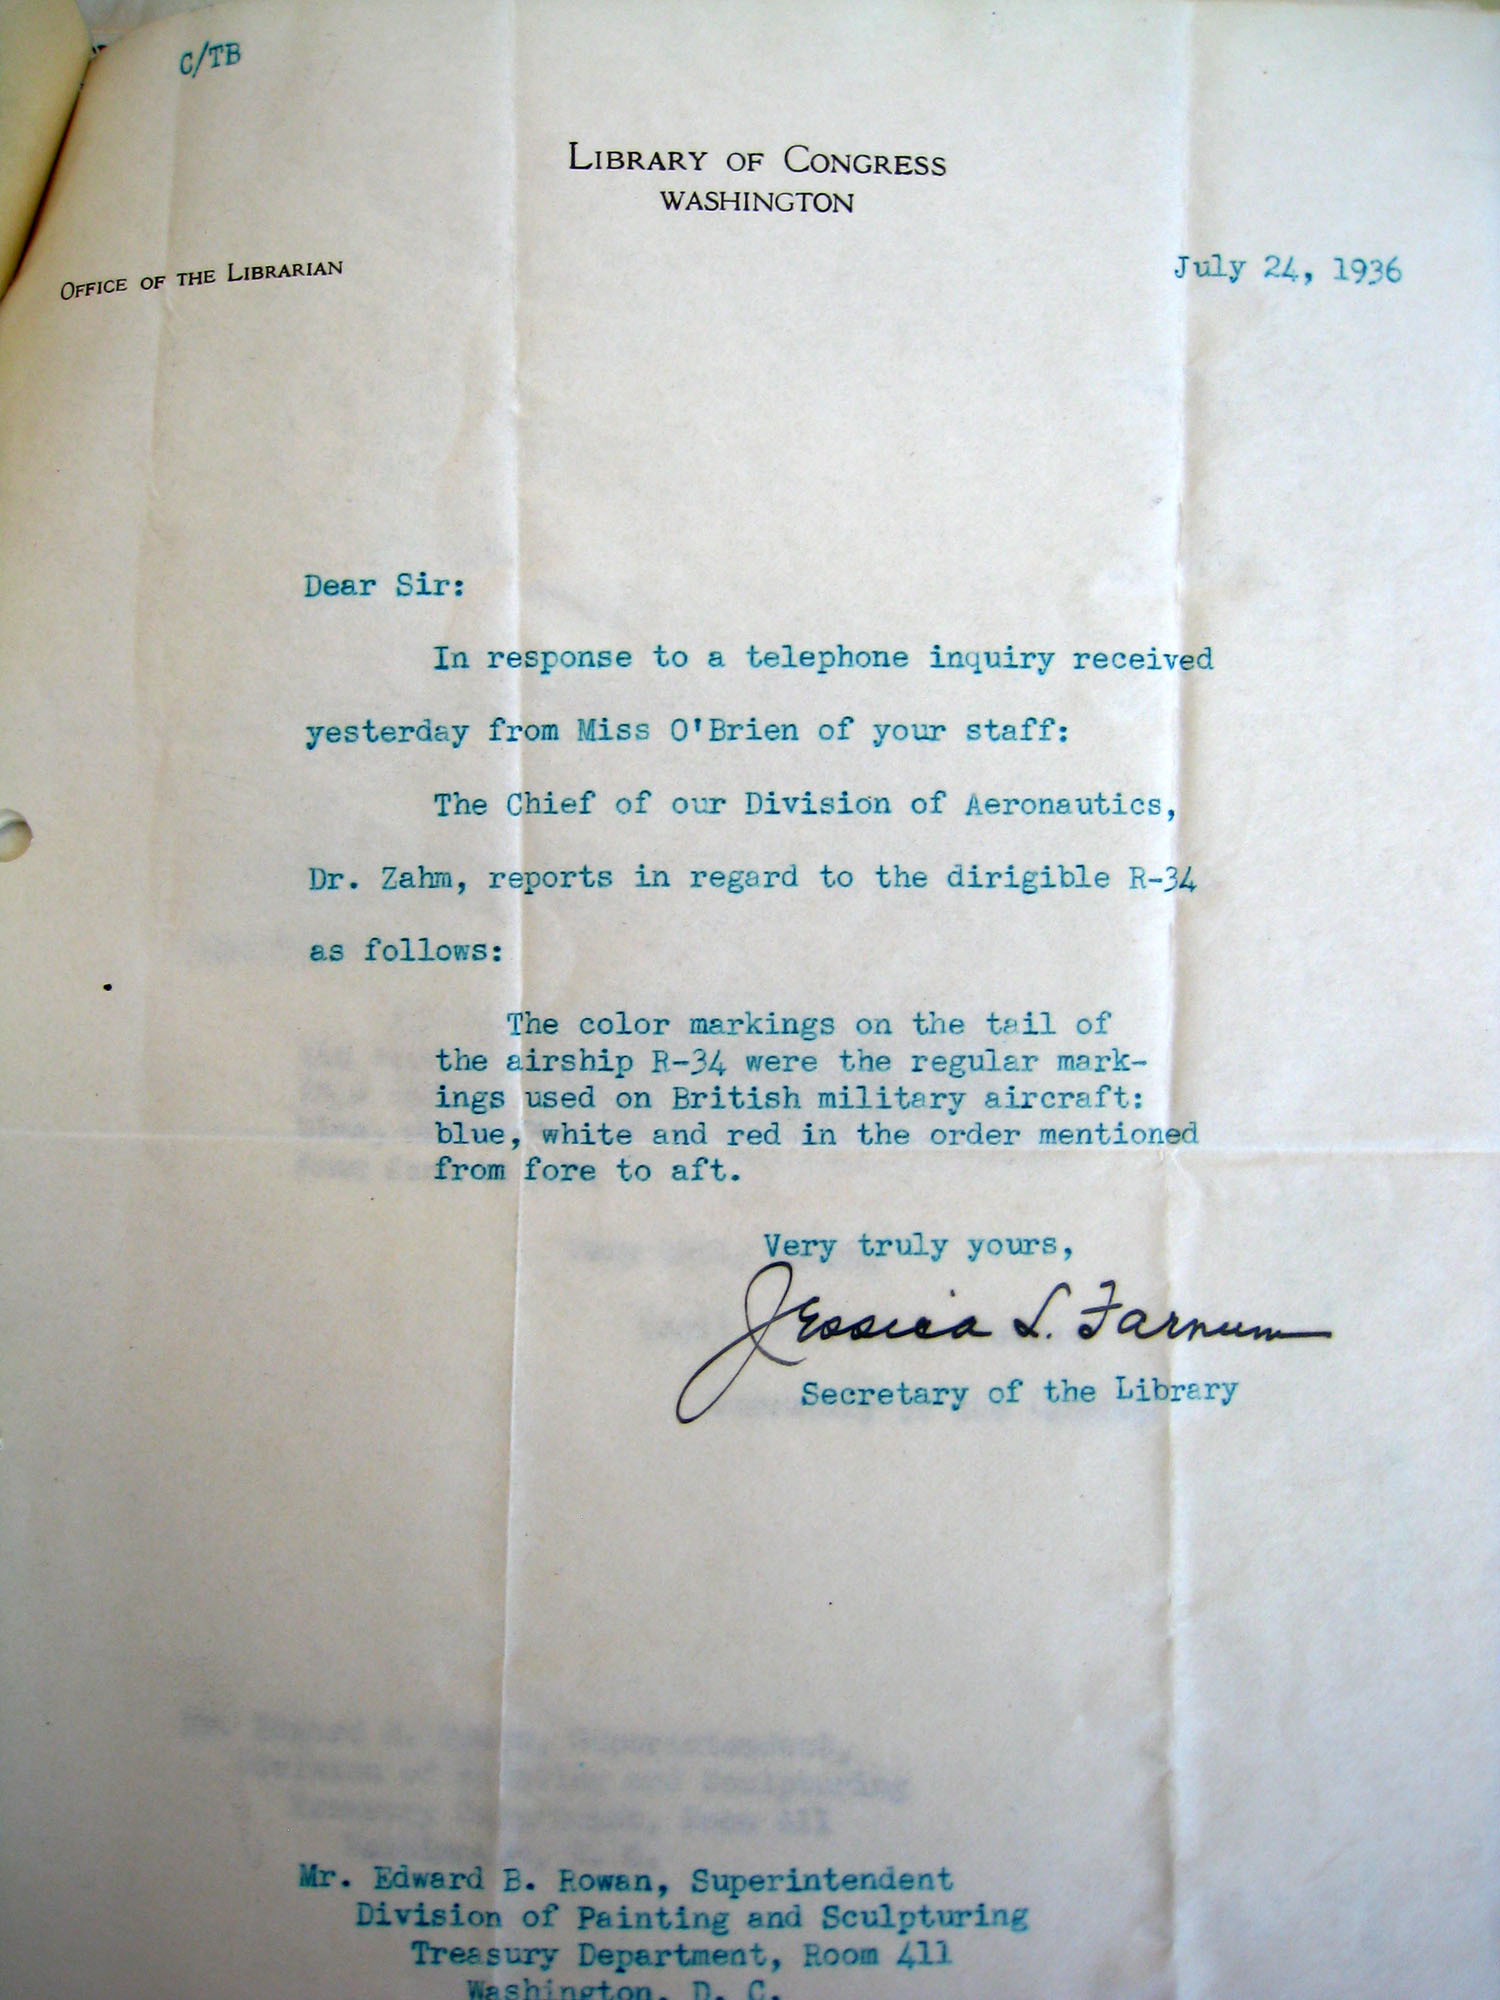 C/TB
LIBRARY OF CONGRESS
WASHINGTON
OFFICE OF THE LIBRARIAN
July 24, 1936
Dear Sir:
In response to a telephone inquiry received
yesterday from Miss O'Brien of your staff:
The Chief of our Division of Aeronautics,
Dr. Zahm, reports in regard to the dirigible R-34
as follows:
The color markings on the tail of
the airship R-34 were the regular mark-
ings used on British military aircraft:
blue, white and red in the order mentioned
from fore to aft.
Very truly yours,
Jessica L. Farnum
Secretary of the Library
Mr. Edward B. Rowan, Superintendent
Division of Painting and Sculpturing
Treasury Department, Room 411
Washington, D. C.